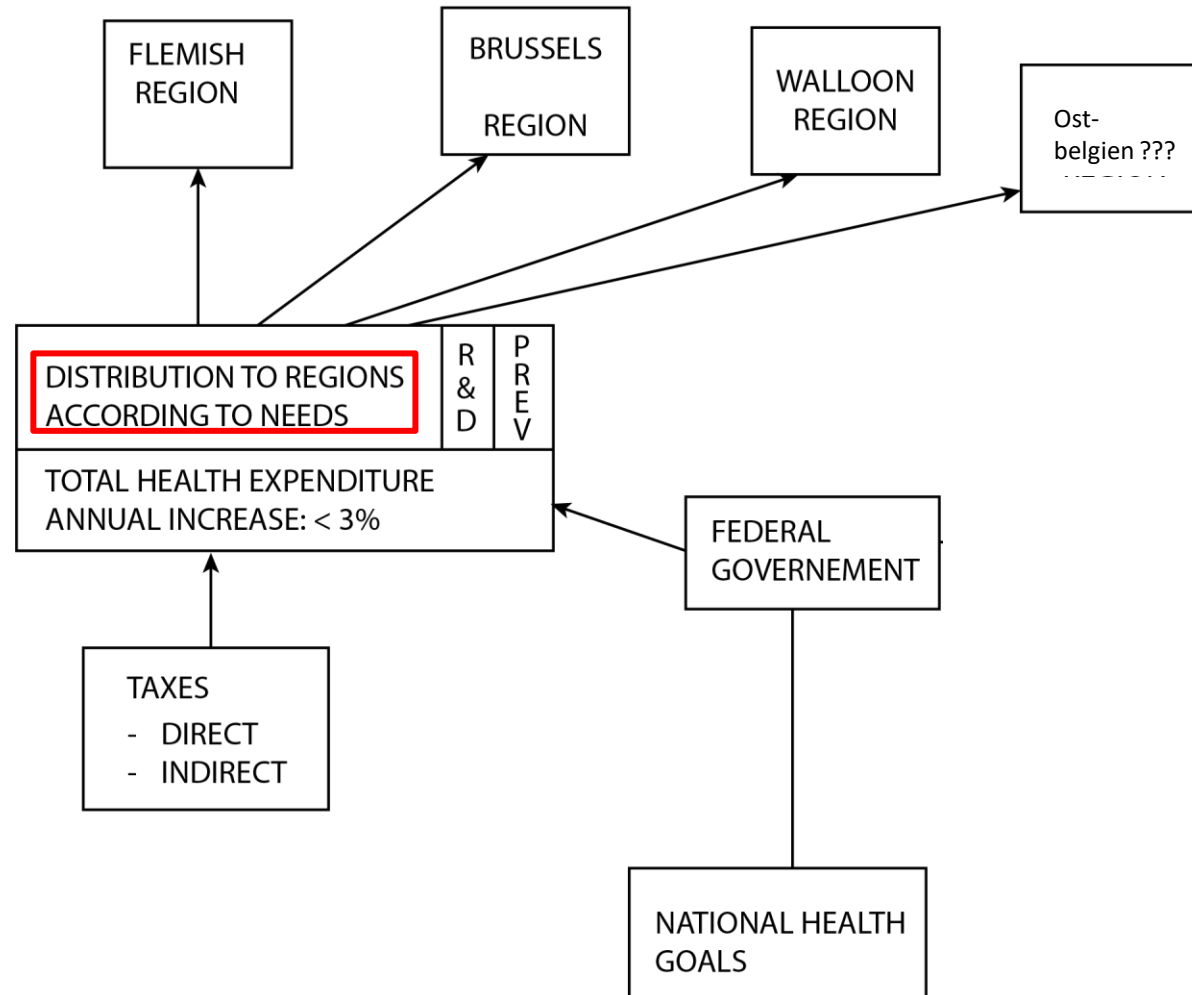 FLEMISH
REGION
BRUSSELS
REGION
WALLOON
REGION
Ost-
belgien ???
DISTRIBUTION TO REGIONS
ACCORDING TO NEEDS
R
&
D
P
R
E
V
TOTAL HEALTH EXPENDITURE
ANNUAL INCREASE: < 3%
FEDERAL
GOVERNEMENT
TAXES
- DIRECT
- INDIRECT
NATIONAL HEALTH
GOALS